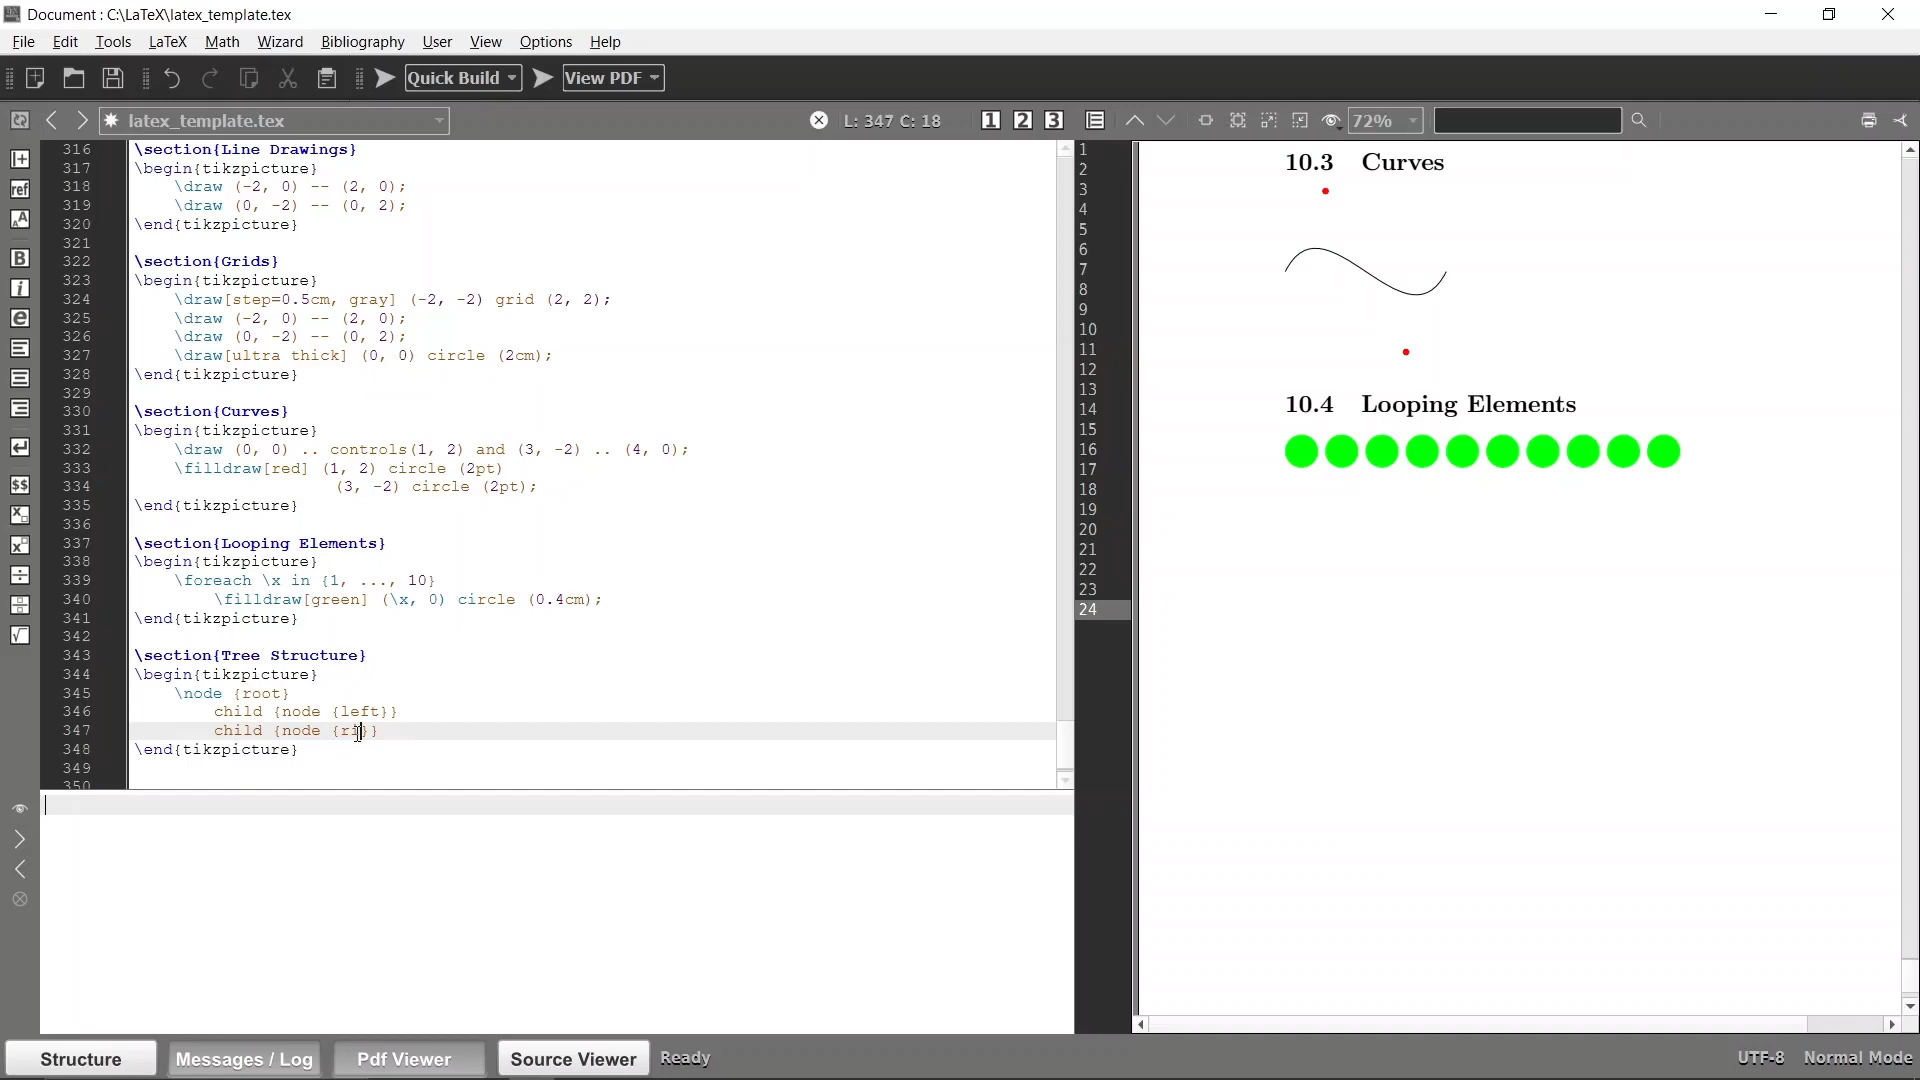 Document : C:\LaTeX\latex_template.tex
File Edit Tools LaTeX Math Wizard Bibliography User View Options Help
Quick Build View PDF
latex_template.tex L: 347 C: 18 1 2 3 72%
316 \section{Line Drawings}
317 \begin{tikzpicture}
318 \draw (-2, 0) -- (2, 0);
319 \draw (0, -2) -- (0, 2);
320 \end{tikzpicture}
321
322 \section{Grids}
323 \begin{tikzpicture}
324 \draw[step=0.5cm, gray] (-2, -2) grid (2, 2);
325 \draw (-2, 0) -- (2, 0);
326 \draw (0, -2) -- (0, 2);
327 \draw[ultra thick] (0, 0) circle (2cm);
328 \end{tikzpicture}
329
330 \section{Curves}
331 \begin{tikzpicture}
332 \draw (0, 0) .. controls(1, 2) and (3, -2) .. (4, 0);
333 \filldraw[red] (1, 2) circle (2pt)
334 (3, -2) circle (2pt);
335 \end{tikzpicture}
336
337 \section{Looping Elements}
338 \begin{tikzpicture}
339 \foreach \x in {1, ..., 10}
340 \filldraw[green] (\x, 0) circle (0.4cm);
341 \end{tikzpicture}
342
343 \section{Tree Structure}
344 \begin{tikzpicture}
345 \node {root}
346 child {node {left}}
347 child {node {ri}}
348 \end{tikzpicture}
349
350
ref
A A
B
i
e
$$
1
2
3
4
5
6
7
8
9
10
11
12
13
14
15
16
17
18
19
20
21
22
23
24
10.3 Curves
10.4 Looping Elements
Structure Messages / Log Pdf Viewer Source Viewer Ready UTF-8 Normal Mode